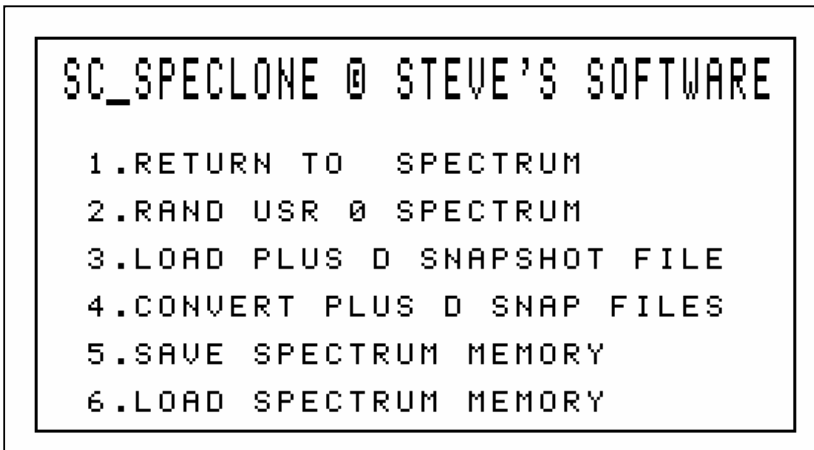 SC_SPECLONE © STEVE'S SOFTWARE
1.RETURN TO SPECTRUM
2.RAND USR 0 SPECTRUM
3.LOAD PLUS D SNAPSHOT FILE
4.CONVERT PLUS D SNAP FILES
5.SAVE SPECTRUM MEMORY
6.LOAD SPECTRUM MEMORY